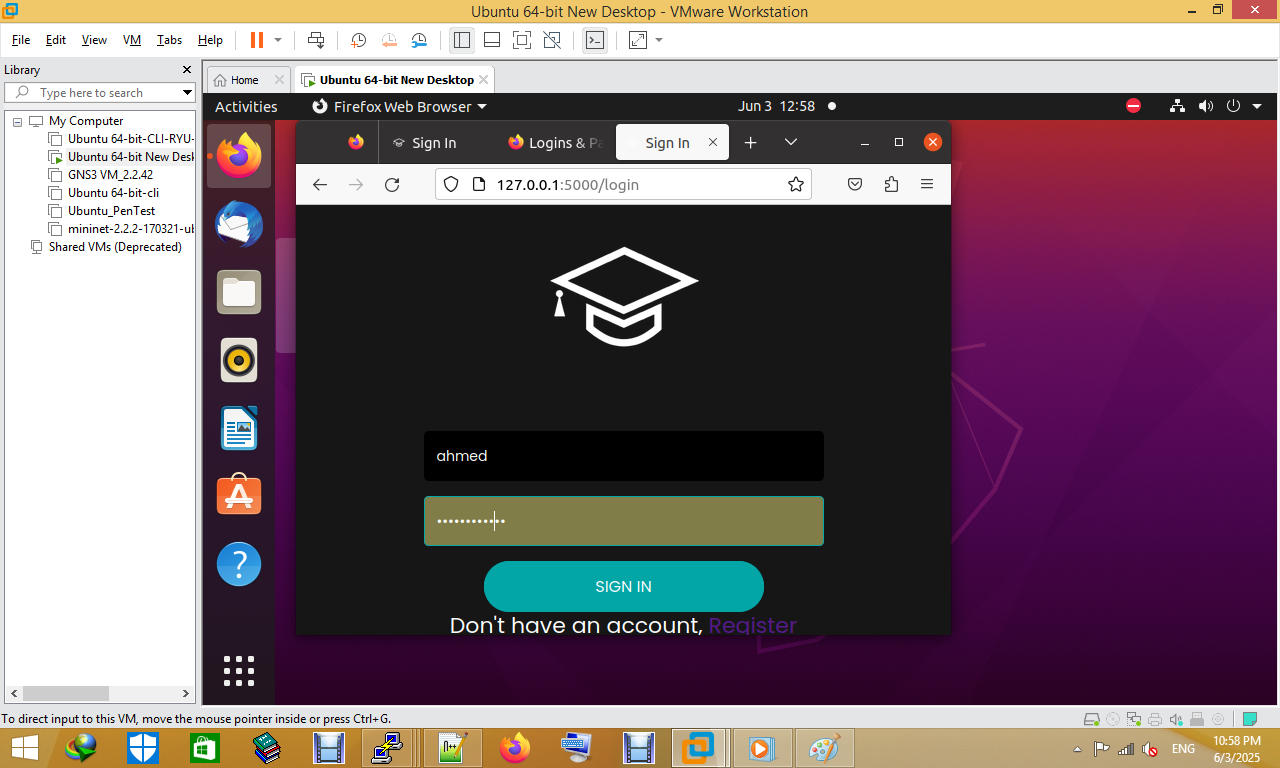 Ubuntu 64-bit New Desktop - VMware Workstation
File Edit View VM Tabs Help
Library
Type here to search
My Computer
Ubuntu 64-bit-CLI-RYU-
Ubuntu 64-bit New Desk
GNS3 VM_2.2.42
Ubuntu 64-bit-cli
Ubuntu_PenTest
mininet-2.2.2-170321-ub
Shared VMs (Deprecated)
Home
Ubuntu 64-bit New Desktop
Activities
Firefox Web Browser
Jun 3 12:58
Sign In
Logins & Pa
Sign In
127.0.0.1:5000/login
ahmed
••••••••••••
SIGN IN
Don't have an account, Register
To direct input to this VM, move the mouse pointer inside or press Ctrl+G.
ENG
10:58 PM
6/3/2025